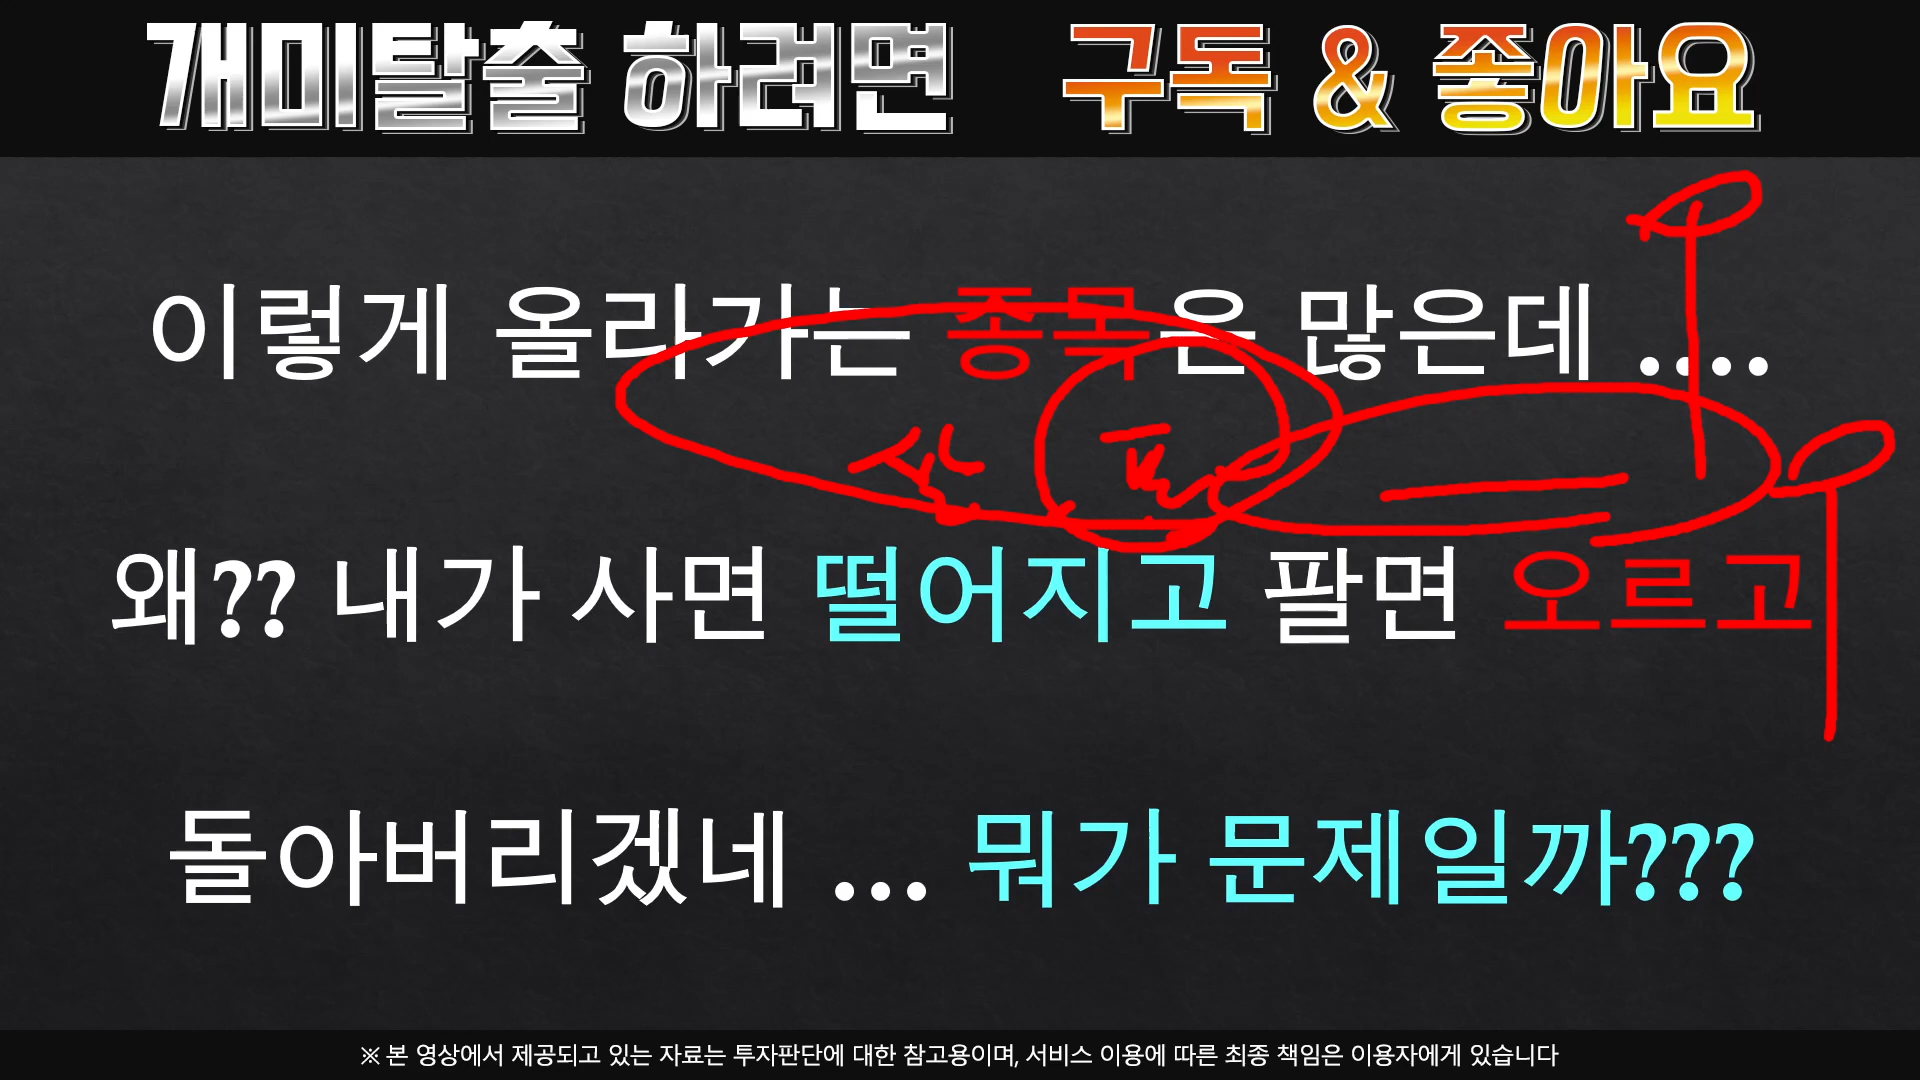 개미탈출 하려면 구독 & 좋아요
이렇게 올라가는 종목은 많은데 ....
왜?? 내가 사면 떨어지고 팔면 오르고
돌아버리겠네 ... 뭐가 문제일까???
※ 본 영상에서 제공되고 있는 자료는 투자판단에 대한 참고용이며, 서비스 이용에 따른 최종 책임은 이용자에게 있습니다